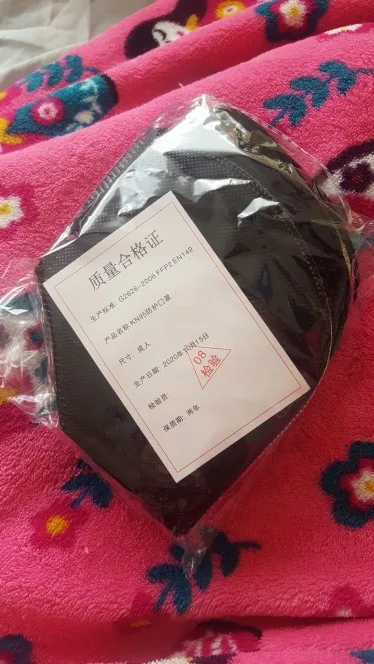 质量合格证
生产标准: G2626-2006 FFP2 EN149
产品名称: KN95防护口罩
尺寸: 成人
生产日期: 2020年10月15日
检验员:
08
检验
保质期: 两年